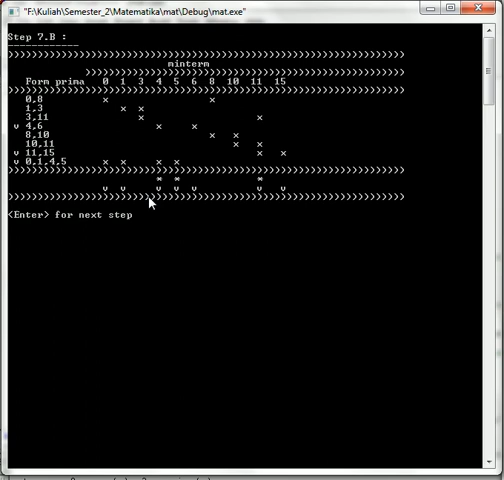 "F:\Kuliah\Semester_2\Matematika\mat\Debug\mat.exe"
Step 7.B :
------------
>>>>>>>>>>>>>>>>>>>>>>>>>>>>>>>>>>>>>>>>>>>>>>>>>>>>>>>>>>>>>>>>>>
minterm
>>>>>>>>>>>>>>>>>>>>>>>>>>>>>>>>>>>>>>>>>>>>>>>>>>>>>
Form prima 0 1 3 4 5 6 8 10 11 15
>>>>>>>>>>>>>>>>>>>>>>>>>>>>>>>>>>>>>>>>>>>>>>>>>>>>>>>>>>>>>>>>>>
0,8 x x
1,3 x x
3,11 x x
v 4,6 x x
8,10 x x
10,11 x x
v 11,15 x x
v 0,1,4,5 x x x x
>>>>>>>>>>>>>>>>>>>>>>>>>>>>>>>>>>>>>>>>>>>>>>>>>>>>>>>>>>>>>>>>>>
* * *
v v v v v v v
>>>>>>>>>>>>>>>>>>>>>>>>>>>>>>>>>>>>>>>>>>>>>>>>>>>>>>>>>>>>>>>>>>
<Enter> for next step